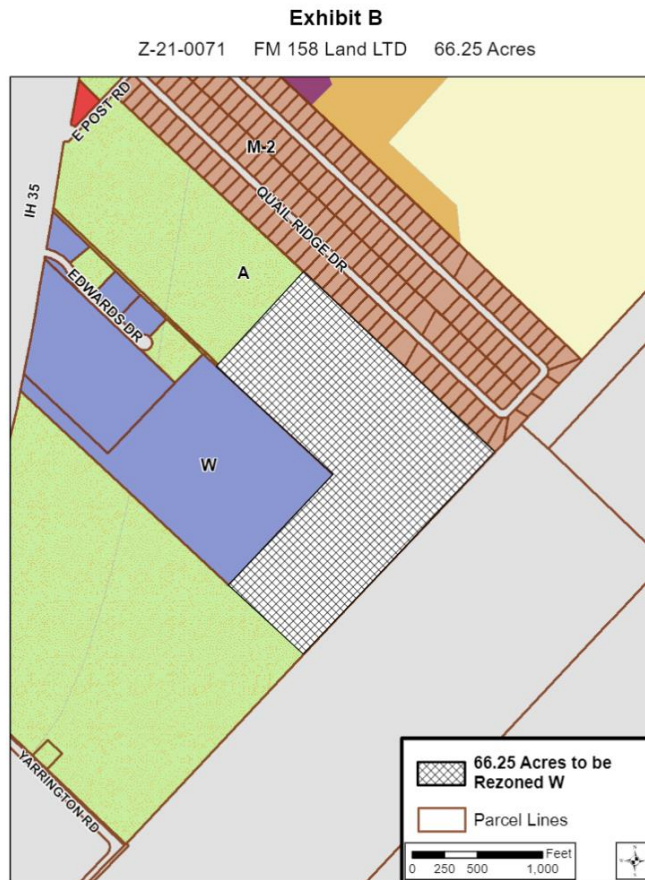 Exhibit B
Z-21-0071 FM 158 Land LTD 66.25 Acres
E POST RD
M-2
IH 35
QUAIL RIDGE DR
A
EDWARDS DR
W
YARRINGTON RD
66.25 Acres to be
Rezoned W
Parcel Lines
Feet
0 250 500 1,000